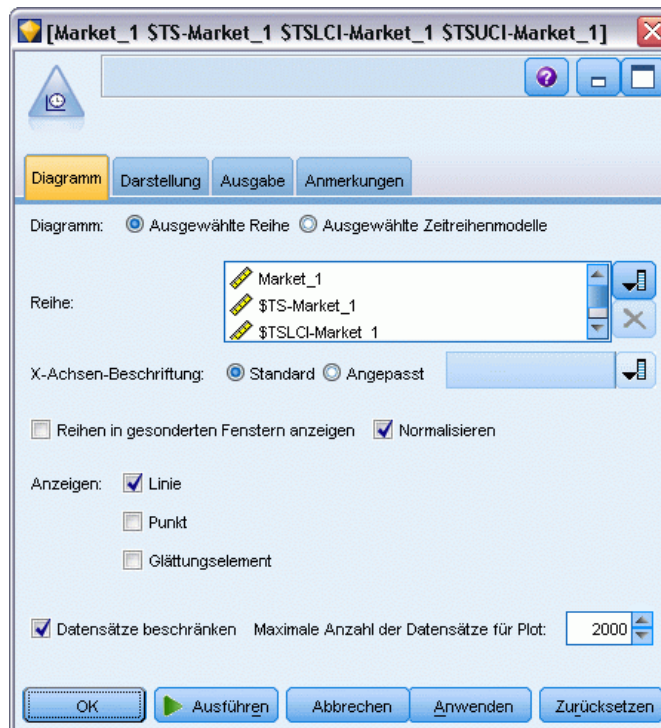 [Market_1 $TS-Market_1 $TSLCI-Market_1 $TSUCI-Market_1]
Diagramm Darstellung Ausgabe Anmerkungen
Diagramm: Ausgewählte Reihe Ausgewählte Zeitreihenmodelle
Reihe:
Market_1
$TS-Market_1
$TSLCI-Market_1
X-Achsen-Beschriftung: Standard Angepasst
Reihen in gesonderten Fenstern anzeigen Normalisieren
Anzeigen: Linie
Punkt
Glättungselement
Datensätze beschränken Maximale Anzahl der Datensätze für Plot: 2000
OK Ausführen Abbrechen Anwenden Zurücksetzen